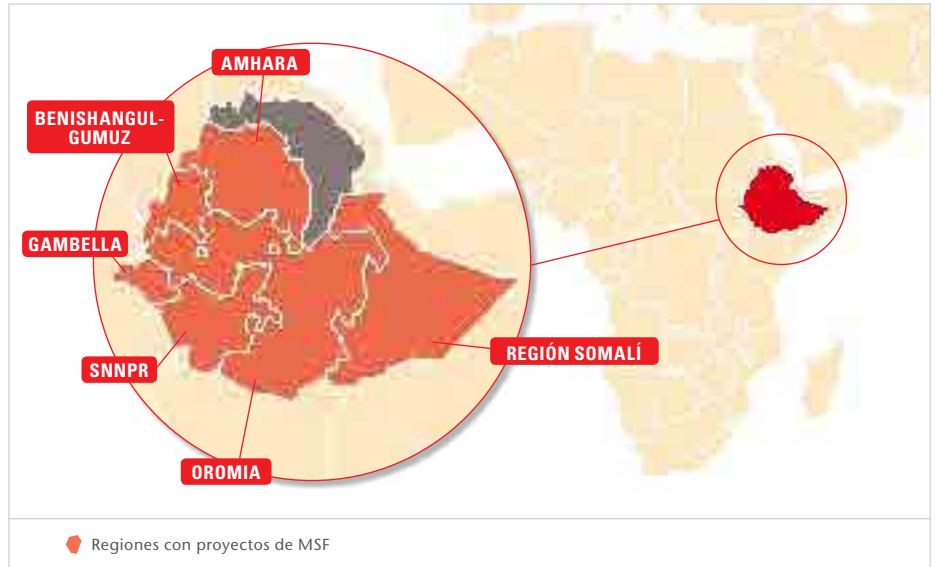 AMHARA
BENISHANGUL-
GUMUZ
GAMBELLA
SNNPR
REGIÓN SOMALÍ
OROMIA
Regiones con proyectos de MSF